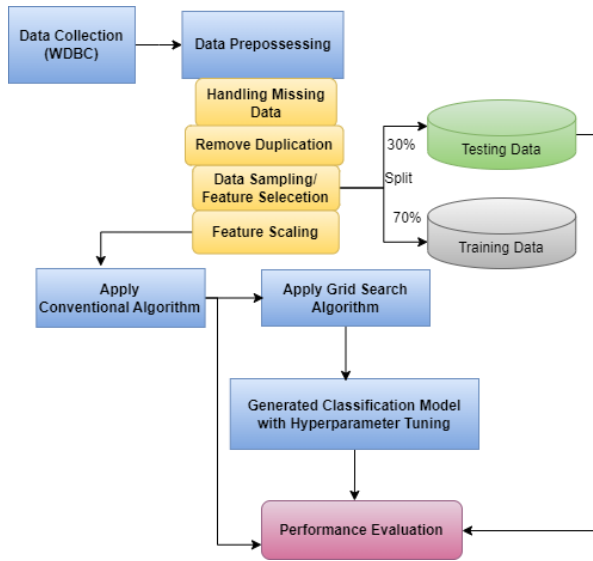 Data Collection
(WDBC)
Data Prepossessing
Handling Missing
Data
Remove Duplication
Data Sampling/
Feature Selecetion
Feature Scaling
30%
Split
70%
Testing Data
Training Data
Apply
Conventional Algorithm
Apply Grid Search
Algorithm
Generated Classification Model
with Hyperparameter Tuning
Performance Evaluation